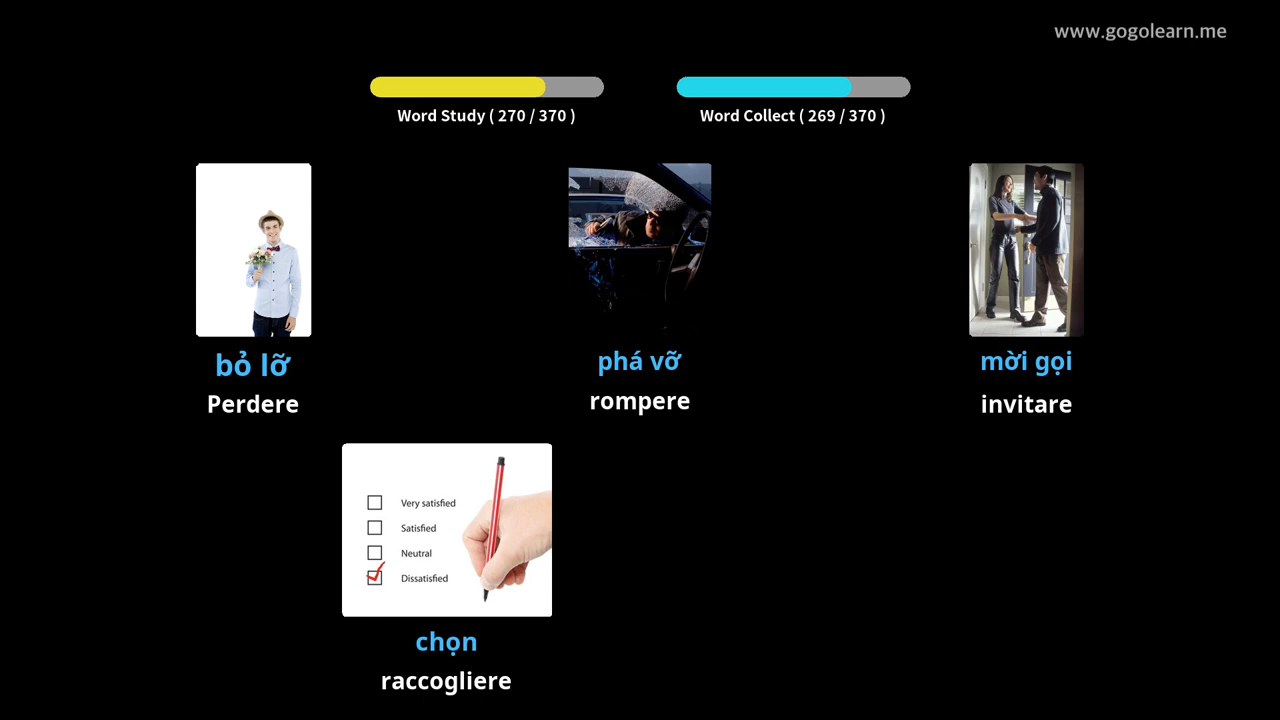 www.gogolearn.me
Word Study ( 270 / 370 )
Word Collect ( 269 / 370 )
bỏ lỡ
Perdere
phá vỡ
rompere
mời gọi
invitare
Very satisfied
Satisfied
Neutral
Dissatisfied
chọn
raccogliere